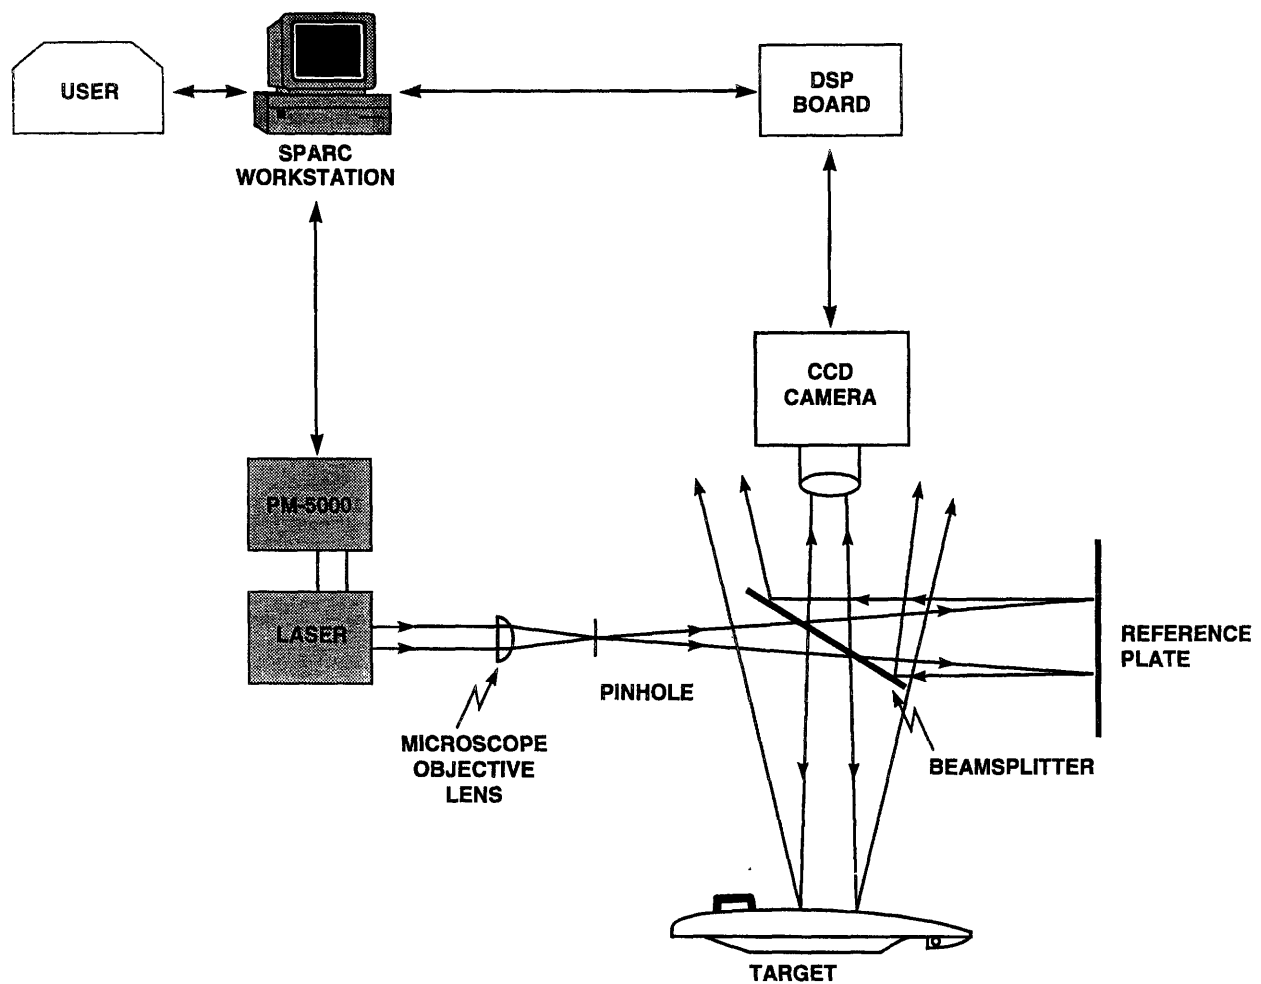 USER
SPARC
WORKSTATION
DSP
BOARD
CCD
CAMERA
PM-5000
LASER
PINHOLE
MICROSCOPE
OBJECTIVE
LENS
REFERENCE
PLATE
BEAMSPLITTER
TARGET